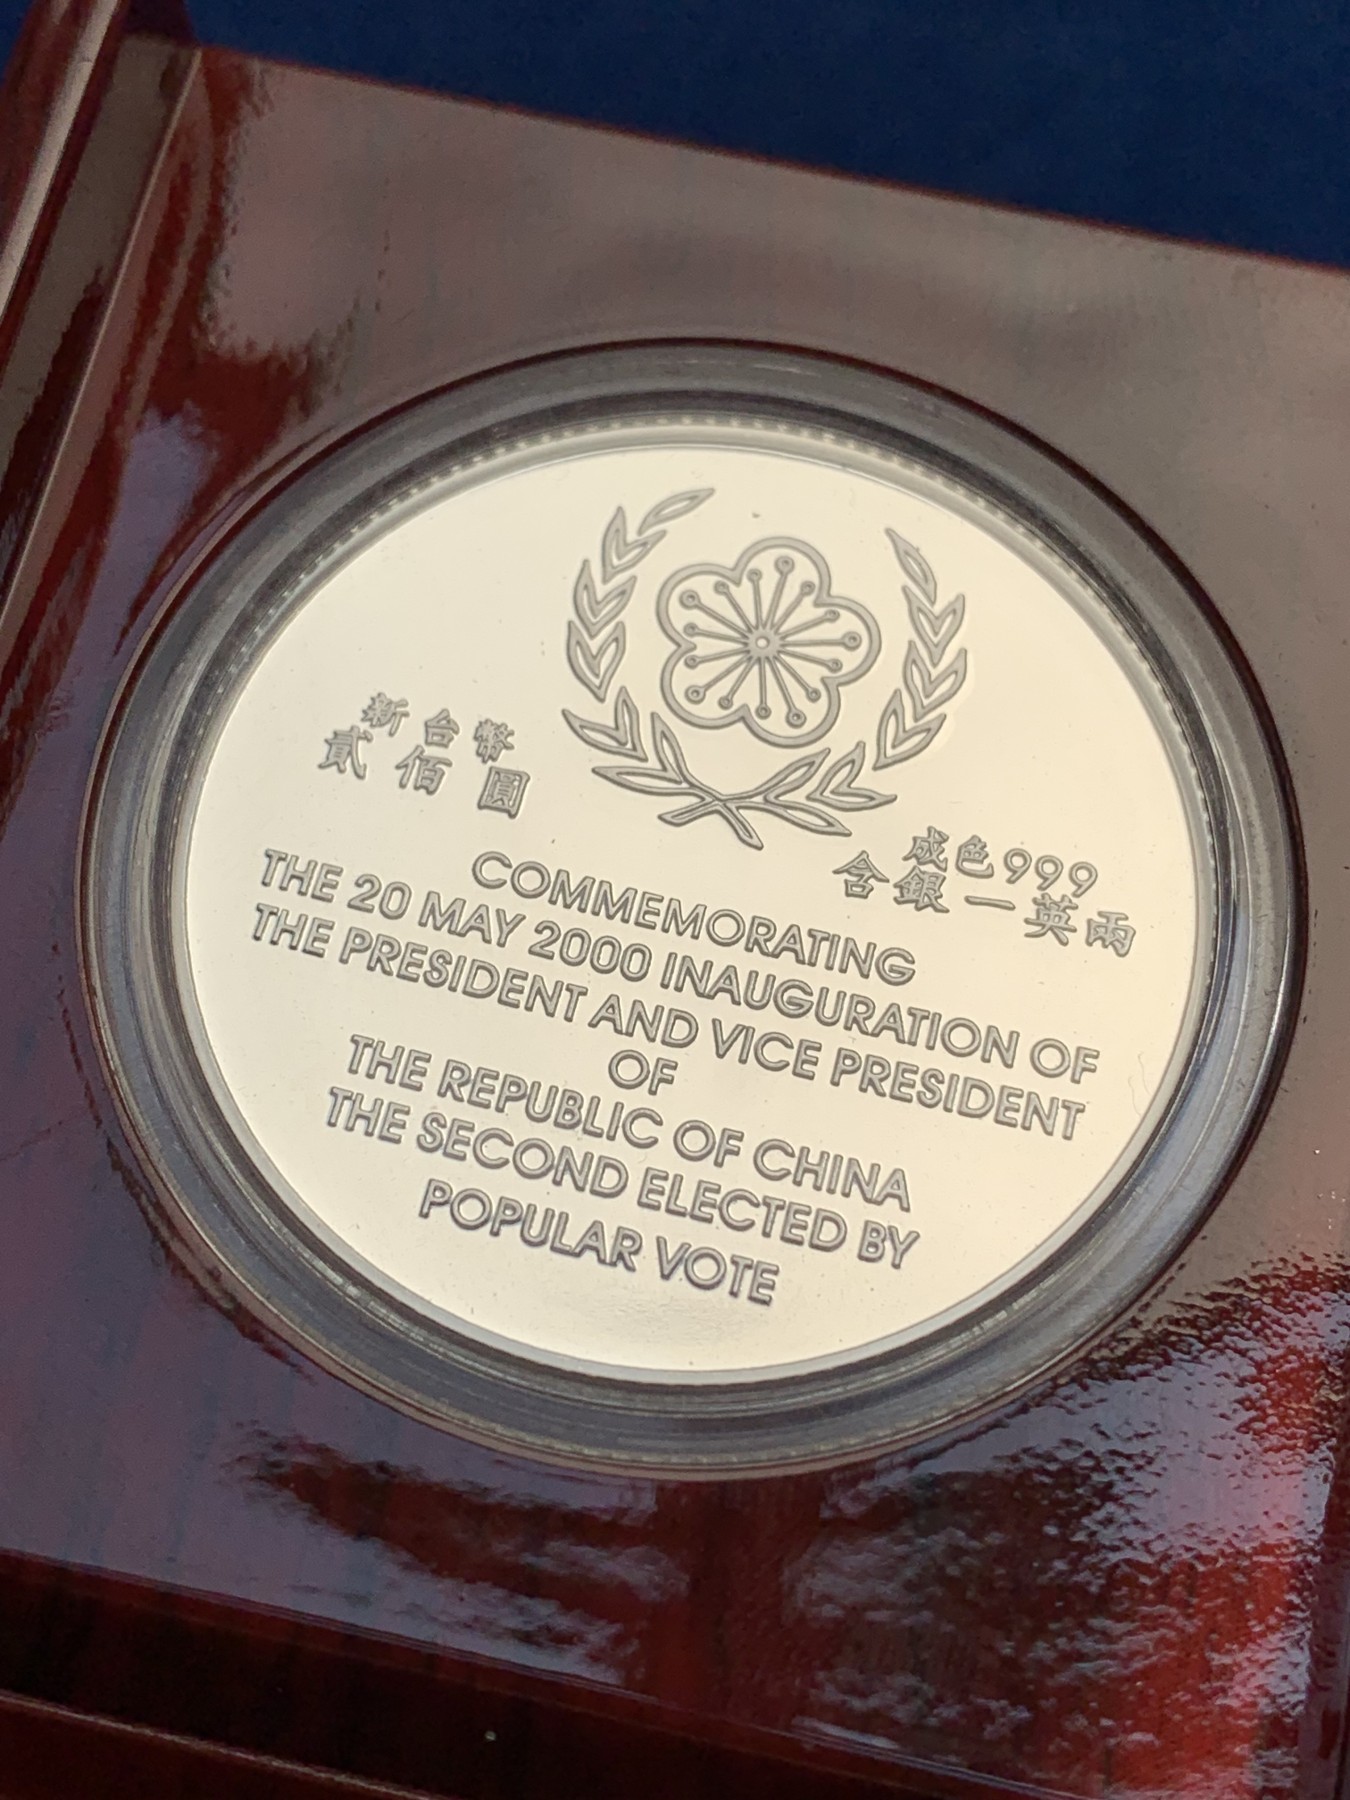 新台幣
貳佰圓
成色999
含銀一英兩
COMMEMORATING
THE 20 MAY 2000 INAUGURATION OF
THE PRESIDENT AND VICE PRESIDENT
OF
THE REPUBLIC OF CHINA
THE SECOND ELECTED BY
POPULAR VOTE